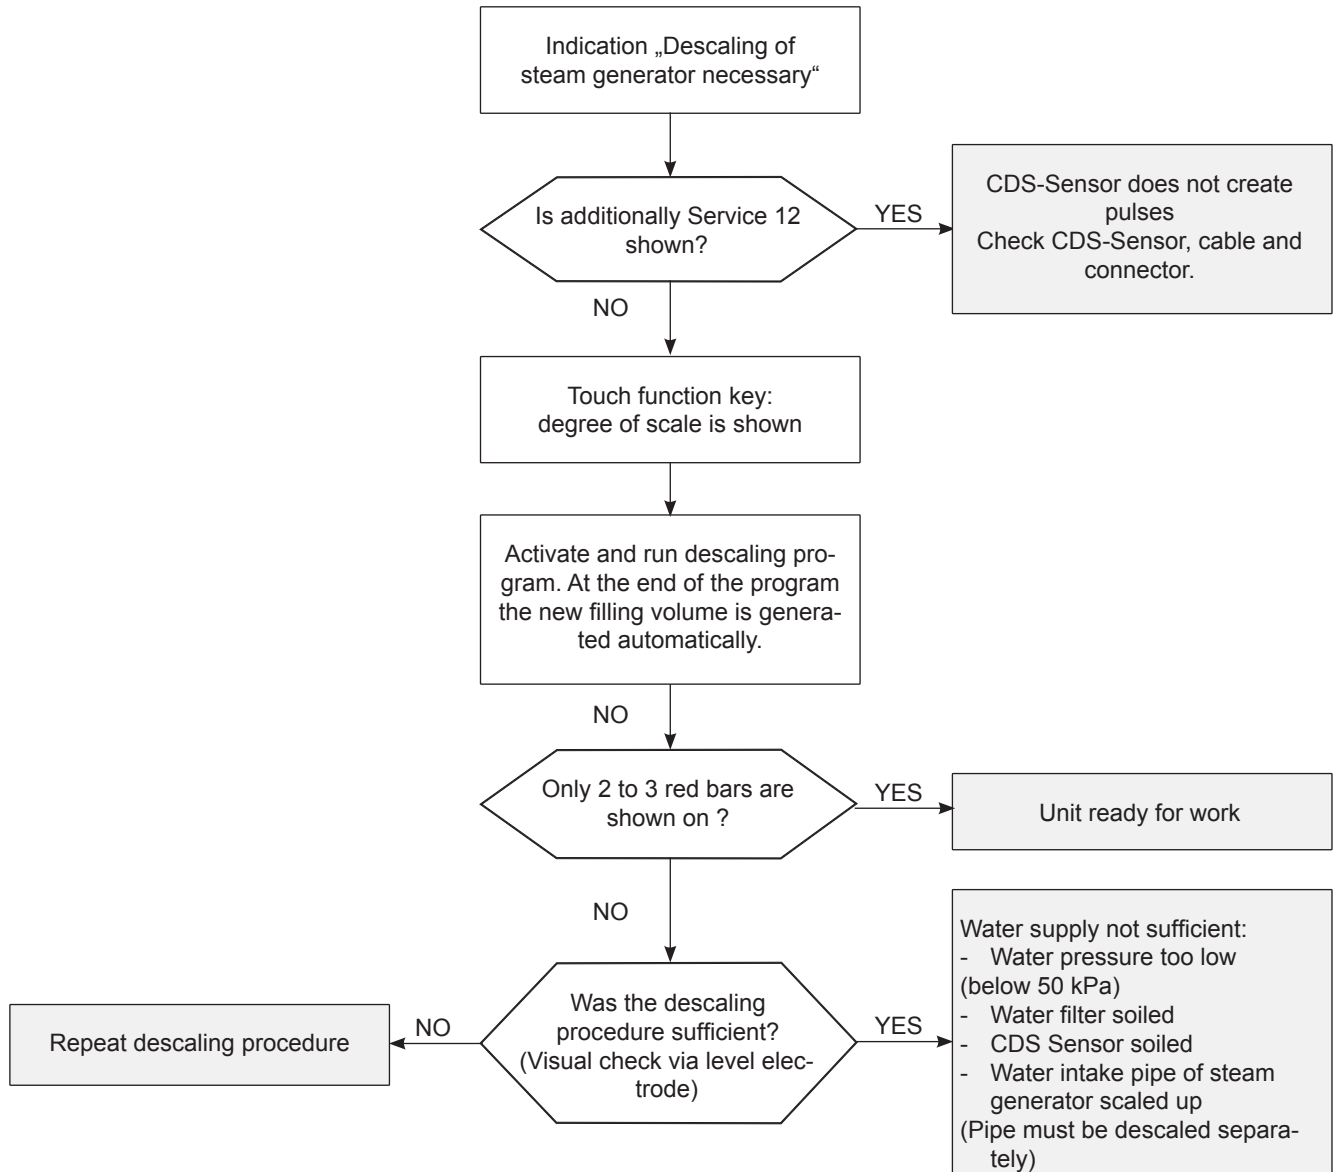 Indication „Descaling of
steam generator necessary“
Is additionally Service 12
shown?
YES
CDS-Sensor does not create
pulses
Check CDS-Sensor, cable and
connector.
NO
Touch function key:
degree of scale is shown
Activate and run descaling pro-
gram. At the end of the program
the new filling volume is genera-
ted automatically.
NO
Only 2 to 3 red bars are
shown on ?
YES
Unit ready for work
NO
Was the descaling
procedure sufficient?
(Visual check via level elec-
trode)
NO
Repeat descaling procedure
YES
Water supply not sufficient:
- Water pressure too low
(below 50 kPa)
- Water filter soiled
- CDS Sensor soiled
- Water intake pipe of steam
generator scaled up
(Pipe must be descaled separa-
tely)